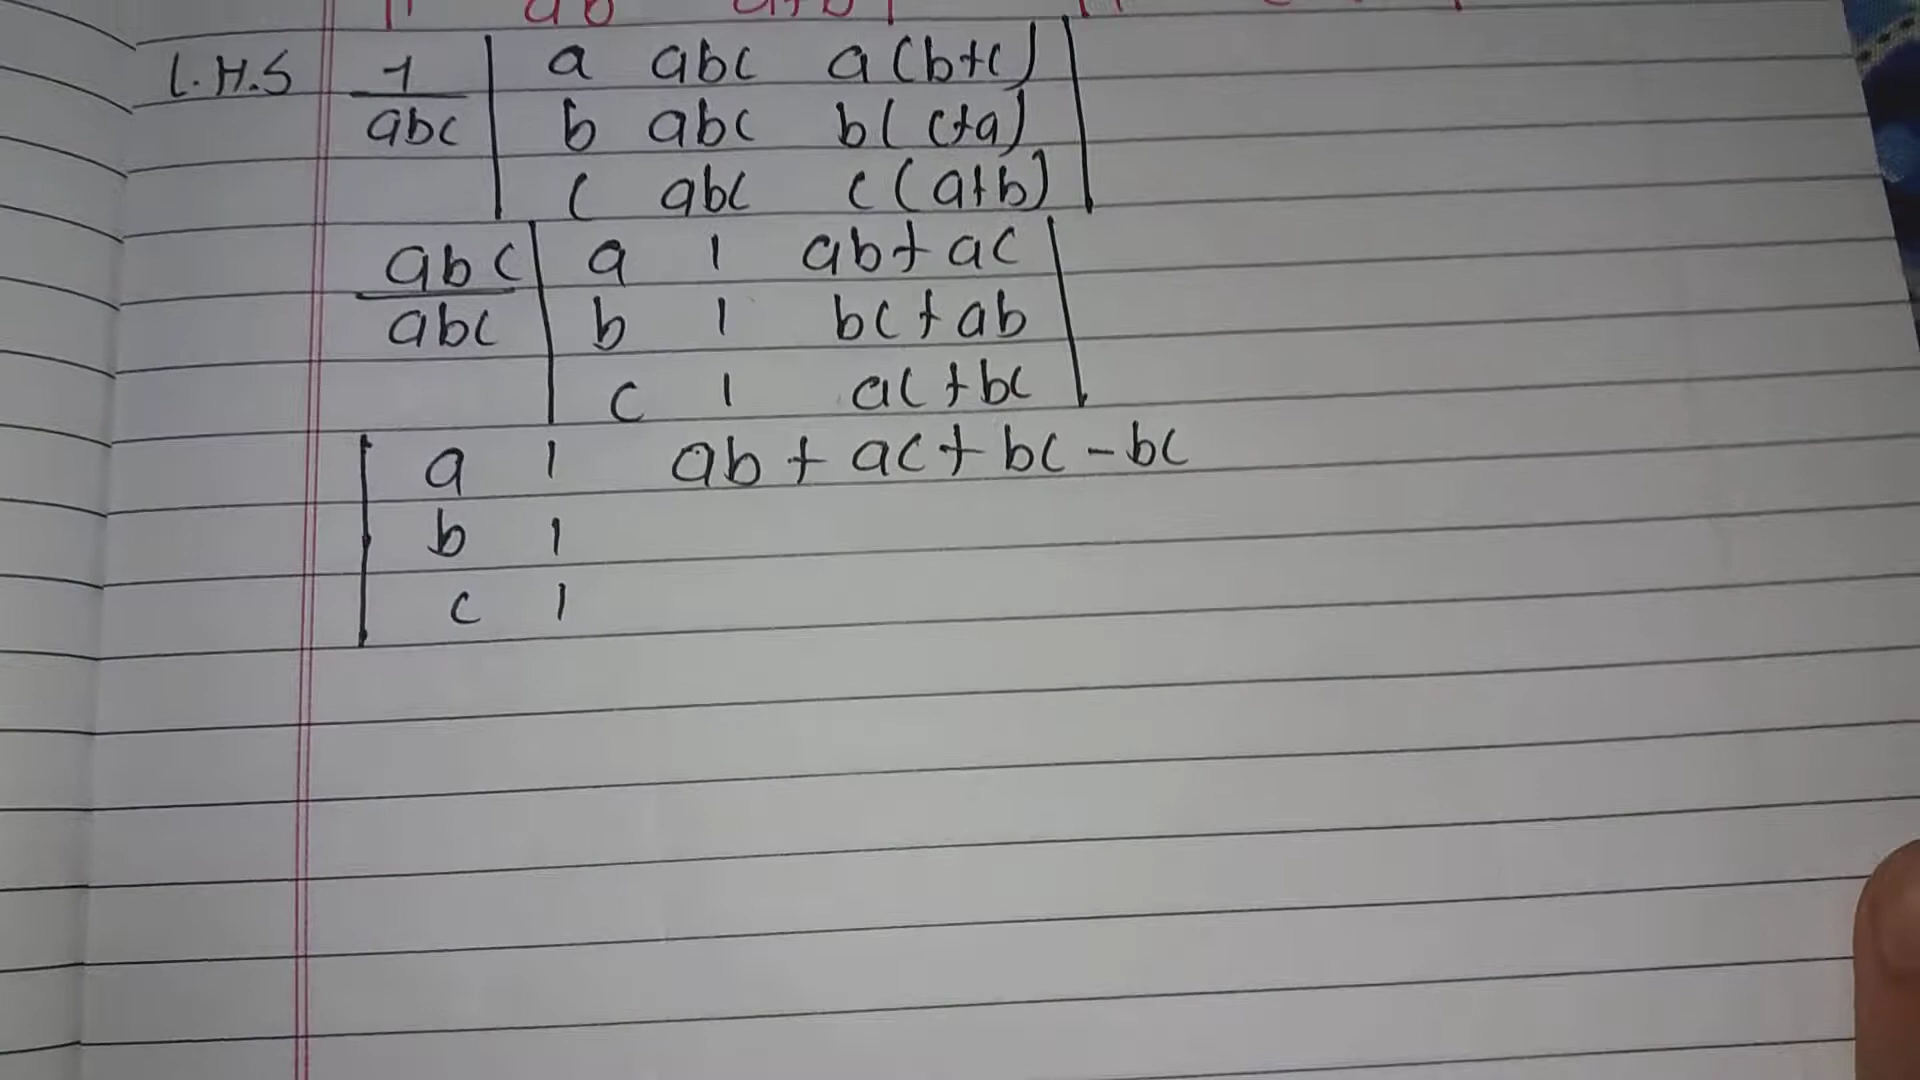 ab a+b
L.H.S 1 a abc a(b+c)
abc b abc b(c+a)
c abc c(a+b)
abc a 1 ab+ac
abc b 1 bc+ab
c 1 ac+bc
a 1 ab+ac+bc-bc
b 1
c 1